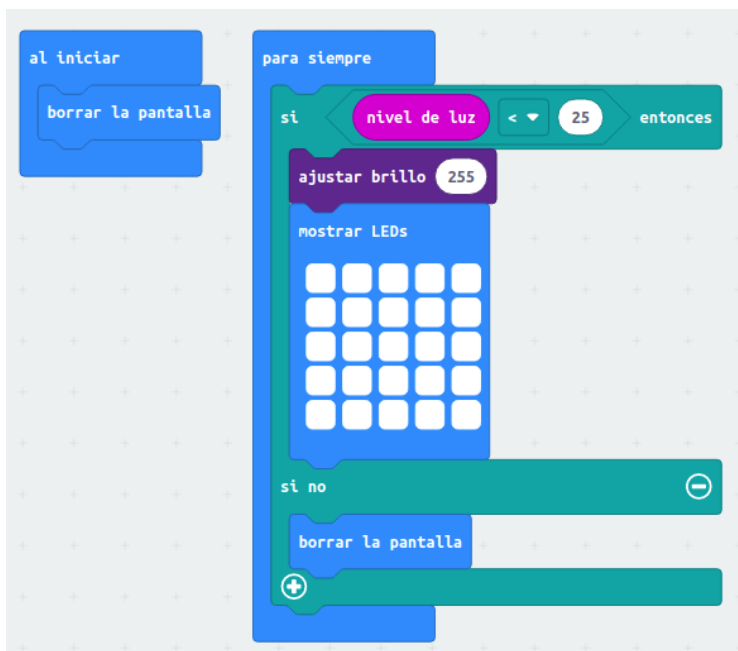 al iniciar
borrar la pantalla
para siempre
si nivel de luz < 25 entonces
ajustar brillo 255
mostrar LEDs
si no
borrar la pantalla